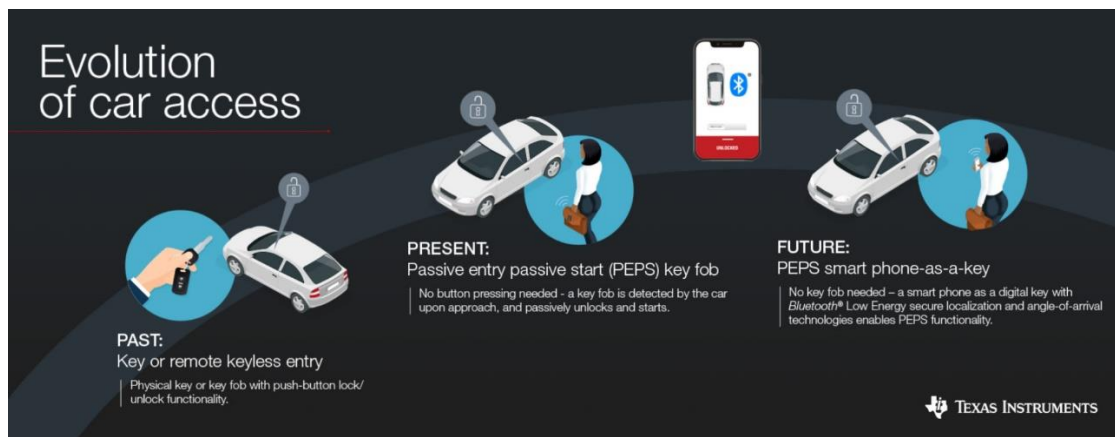 Evolution
of car access
PAST:
Key or remote keyless entry
Physical key or key fob with push-button lock/
unlock functionality.
PRESENT:
Passive entry passive start (PEPS) key fob
No button pressing needed - a key fob is detected by the car
upon approach, and passively unlocks and starts.
UNLOCKED
FUTURE:
PEPS smart phone-as-a-key
No key fob needed – a smart phone as a digital key with
Bluetooth® Low Energy secure localization and angle-of-arrival
technologies enables PEPS functionality.
TEXAS INSTRUMENTS